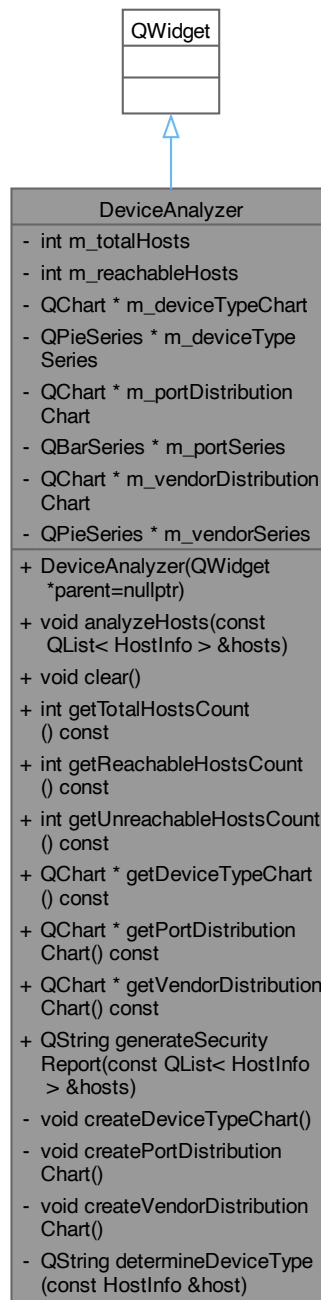 QWidget
DeviceAnalyzer
- int m_totalHosts
- int m_reachableHosts
- QChart * m_deviceTypeChart
- QPieSeries * m_deviceType
Series
- QChart * m_portDistribution
Chart
- QBarSeries * m_portSeries
- QChart * m_vendorDistribution
Chart
- QPieSeries * m_vendorSeries
+ DeviceAnalyzer(QWidget
*parent=nullptr)
+ void analyzeHosts(const
QList< HostInfo > &hosts)
+ void clear()
+ int getTotalHostsCount
() const
+ int getReachableHostsCount
() const
+ int getUnreachableHostsCount
() const
+ QChart * getDeviceTypeChart
() const
+ QChart * getPortDistribution
Chart() const
+ QChart * getVendorDistribution
Chart() const
+ QString generateSecurity
Report(const QList< HostInfo
> &hosts)
- void createDeviceTypeChart()
- void createPortDistribution
Chart()
- void createVendorDistribution
Chart()
- QString determineDeviceType
(const HostInfo &host)